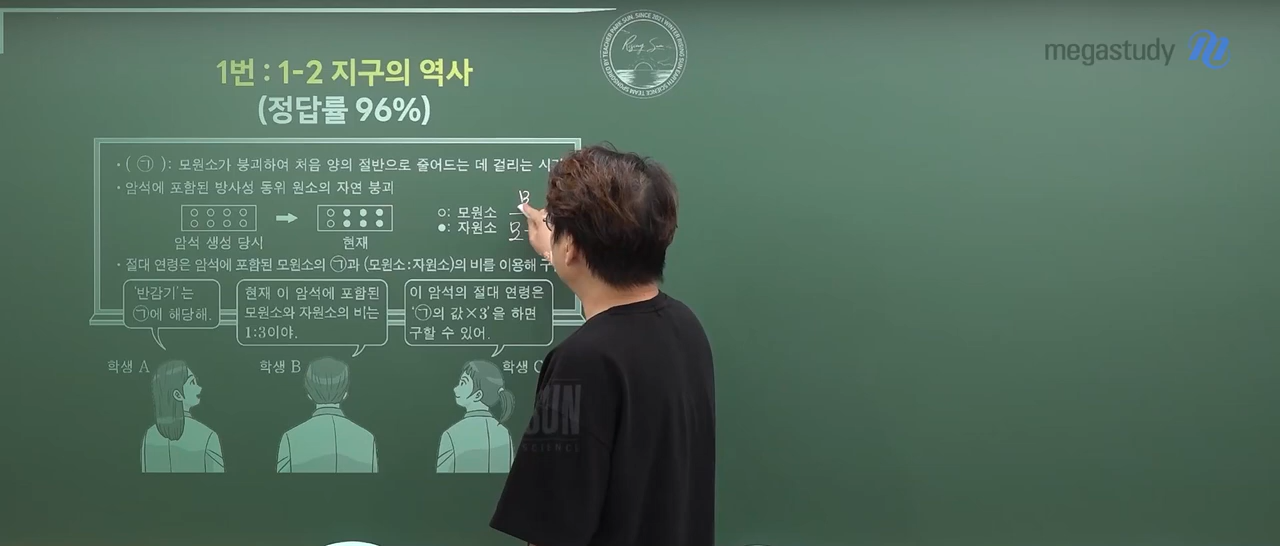 megastudy
1번 : 1-2 지구의 역사
(정답률 96%)
• ( ㉠ ): 모원소가 붕괴하여 처음 양의 절반으로 줄어드는 데 걸리는
• 암석에 포함된 방사성 동위 원소의 자연 붕괴
○: 모원소
●: 자원소
암석 생성 당시 현재
• 절대 연령은 암석에 포함된 모원소의 ㉠과 (모원소:자원소)의 비를 이용해
'반감기'는
㉠에 해당해.
현재 이 암석에 포함된
모원소와 자원소의 비는
1:3이야.
이 암석의 절대 연령은
'㉠의 값×3'을 하면
구할 수 있어.
학생 A 학생 B 학생 C
SUN
SCIENCE